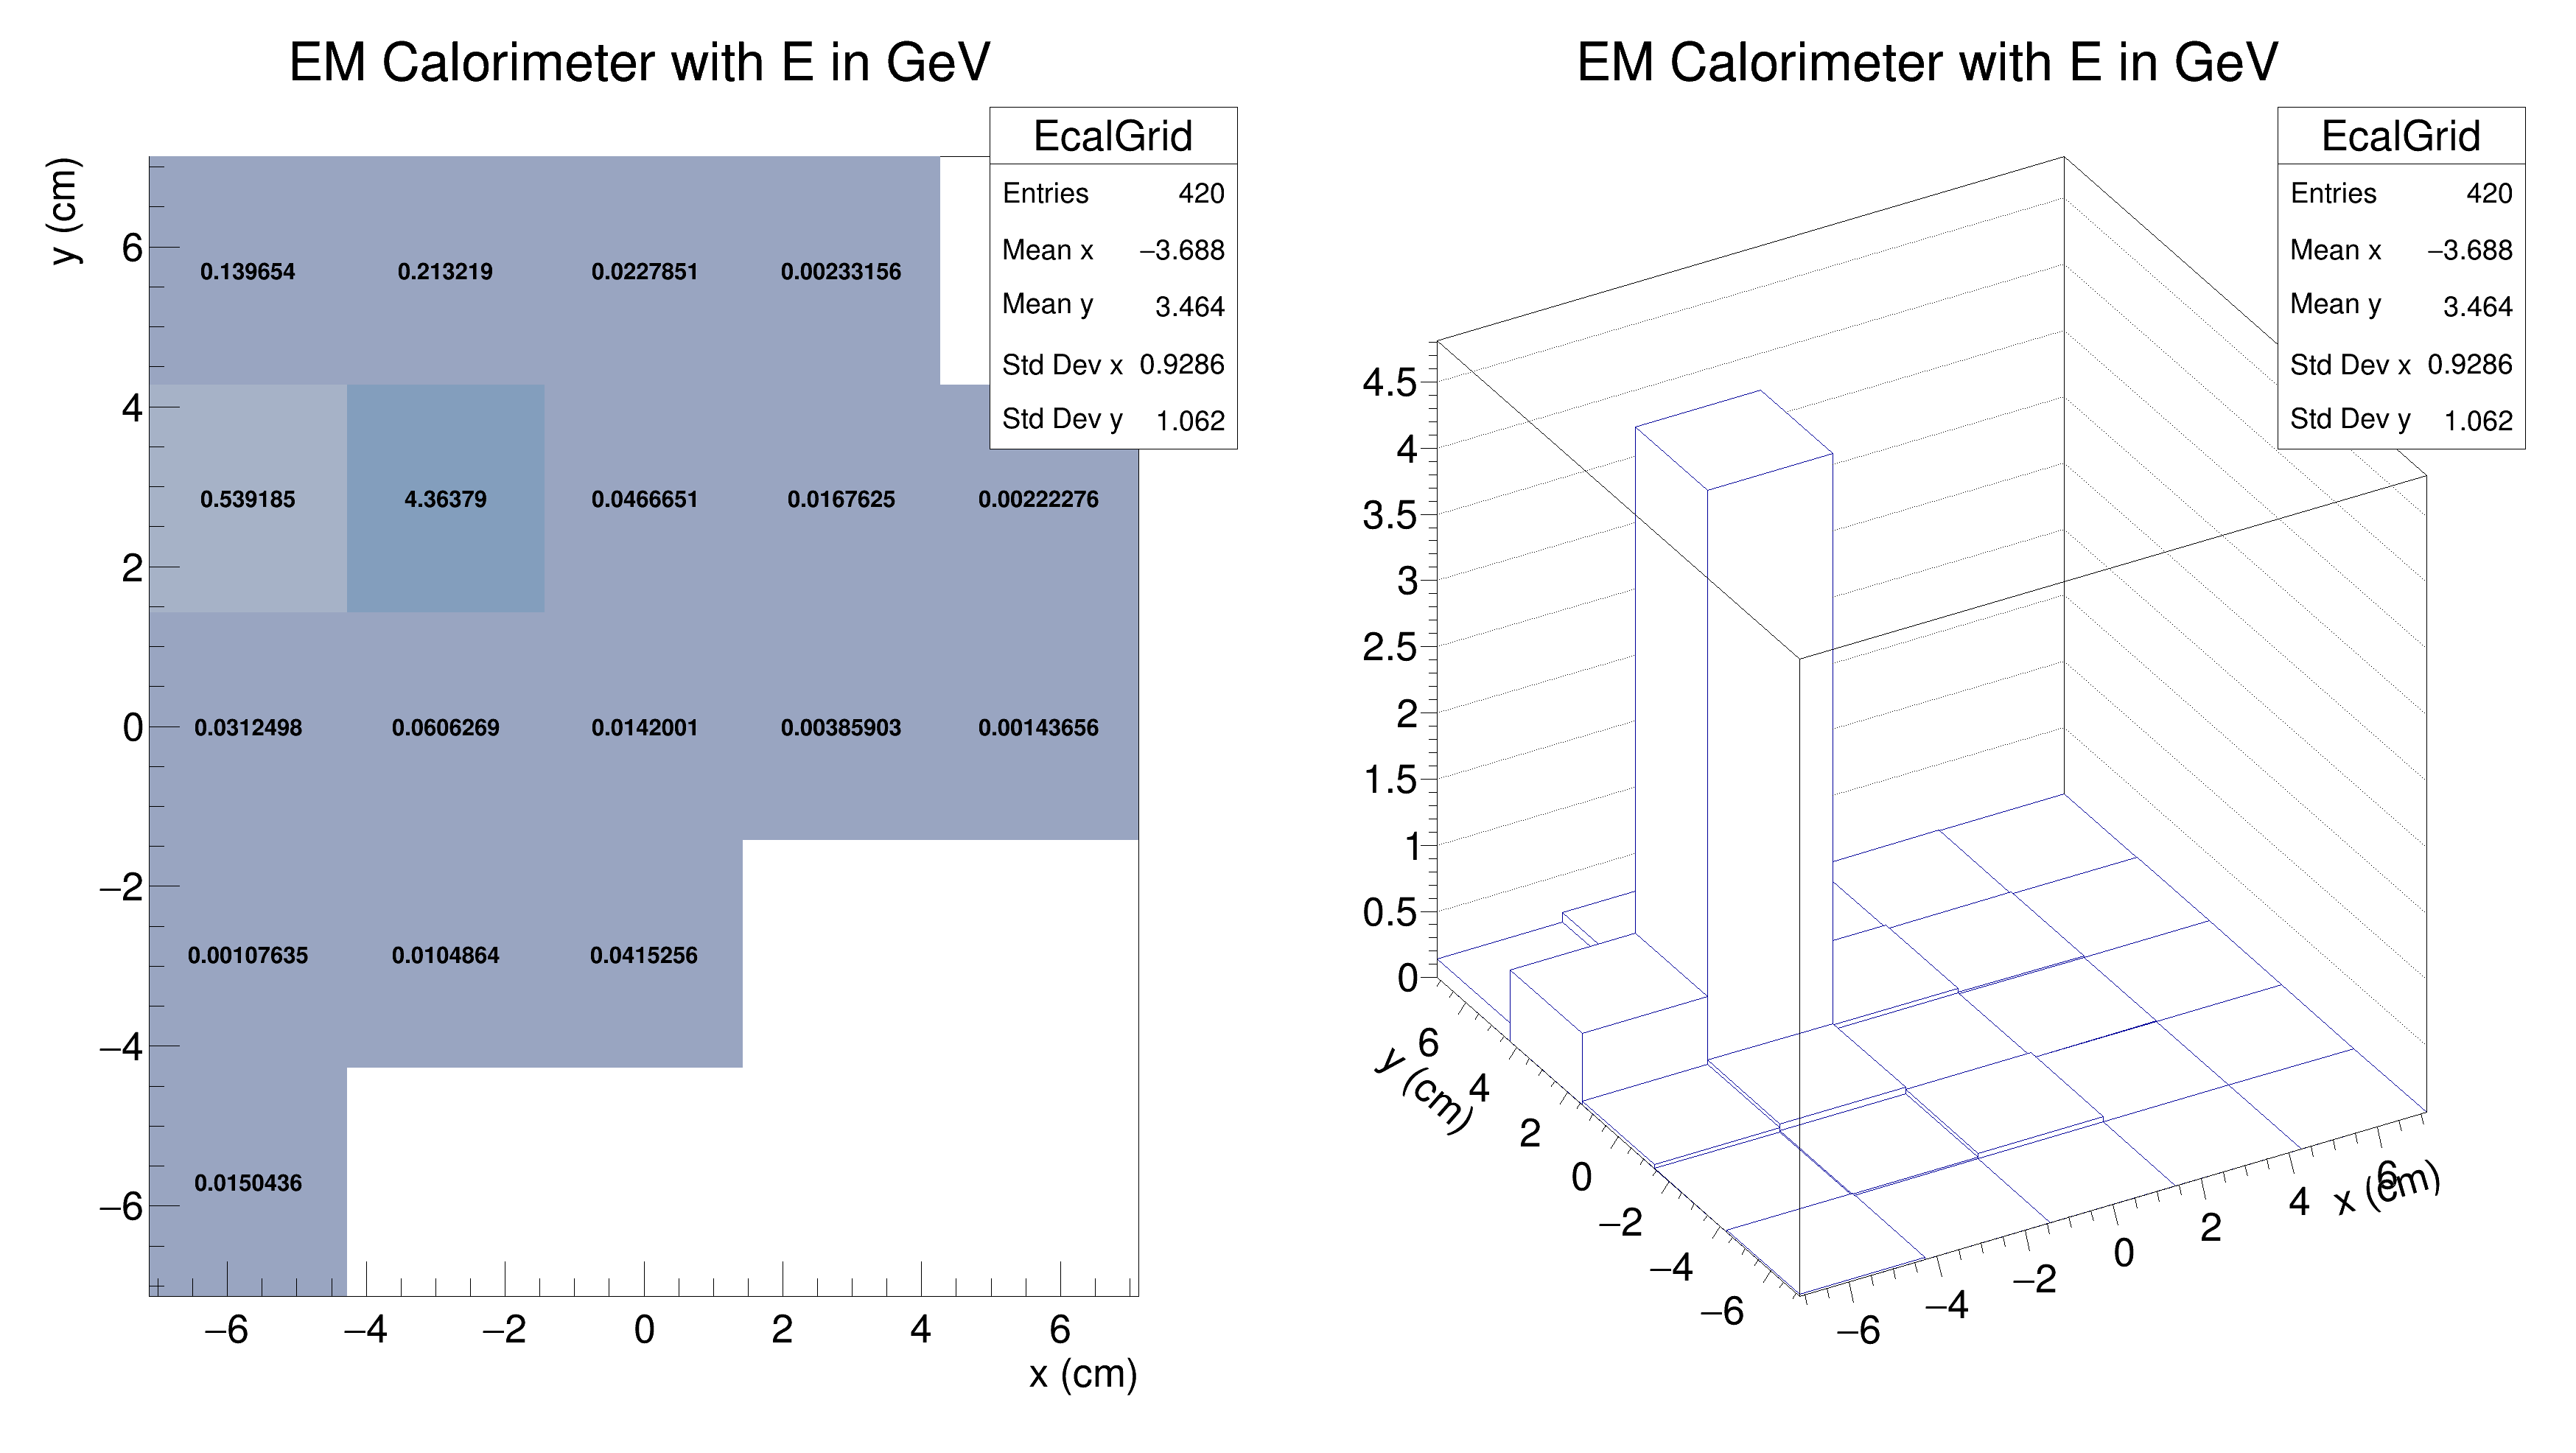 EM Calorimeter with E in GeV
EcalGrid
Entries 420
Mean x −3.688
Mean y 3.464
Std Dev x 0.9286
Std Dev y 1.062
y (cm)
6
4
2
0
−2
−4
−6
0.139654 0.213219 0.0227851 0.00233156
0.539185 4.36379 0.0466651 0.0167625 0.00222276
0.0312498 0.0606269 0.0142001 0.00385903 0.00143656
0.00107635 0.0104864 0.0415256
0.0150436
−6 −4 −2 0 2 4 6
x (cm)
EM Calorimeter with E in GeV
EcalGrid
Entries 420
Mean x −3.688
Mean y 3.464
Std Dev x 0.9286
Std Dev y 1.062
4.5
4
3.5
3
2.5
2
1.5
1
0.5
0
y (cm)
6
4
2
0
−2
−4
−6
−6
−4
−2
0
2
4
6
x (cm)